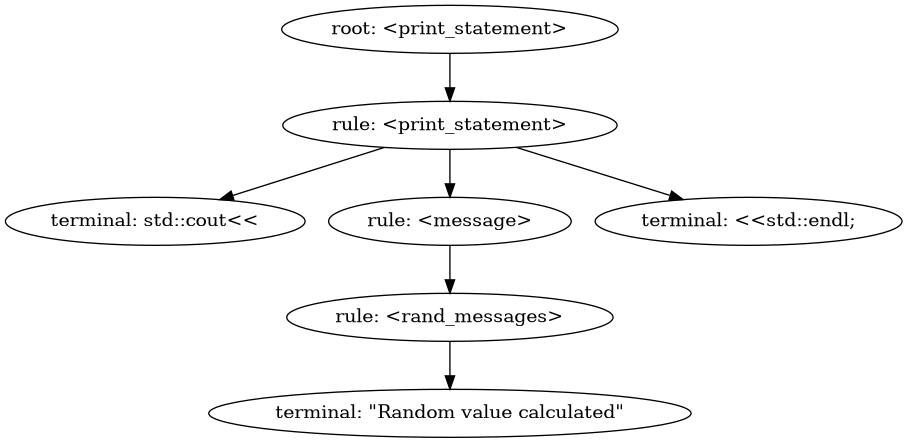 root: <print_statement>
rule: <print_statement>
terminal: std::cout<<
rule: <message>
terminal: <<std::endl;
rule: <rand_messages>
terminal: "Random value calculated"